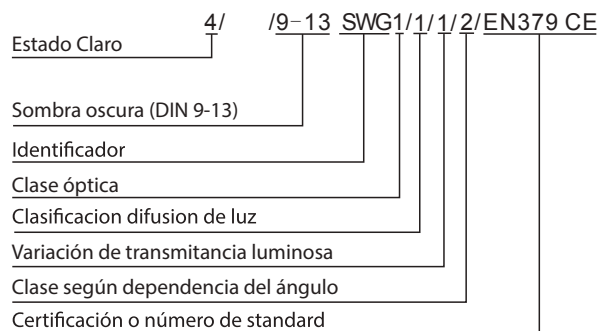 4/ /9-13 SWG1/1/1/2/EN379 CE
Estado Claro
Sombra oscura (DIN 9-13)
Identificador
Clase óptica
Clasificacion difusion de luz
Variación de transmitancia luminosa
Clase según dependencia del ángulo
Certificación o número de standard